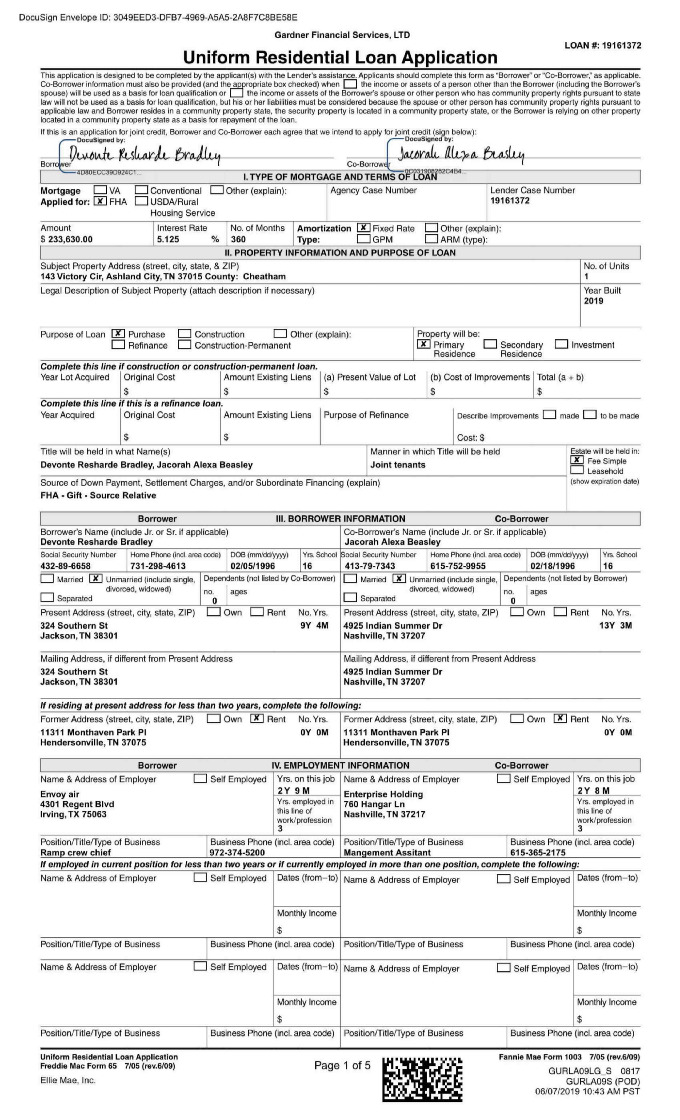 DocuSign Envelope ID: 3049EED3-DFB7-4969-A5A5-2A8F7C8BE58E
Gardner Financial Services, LTD
LOAN #: 19161372
Uniform Residential Loan Application
This application is designed to be completed by the applicant(s) with the Lender's assistance. Applicants should complete this form as "Borrower" or "Co-Borrower," as applicable.
Co-Borrower information must also be provided (and the appropriate box checked) when the income or assets of a person other than the Borrower (including the Borrower's
spouse) will be used as a basis for loan qualification or the income or assets of the Borrower's spouse or other person who has community property rights pursuant to state
law will not be used as a basis for loan qualification, but his or her liabilities must be considered because the spouse or other person has community property rights pursuant to
applicable law and Borrower resides in a community property state, the security property is located in a community property state, or the Borrower is relying on other property
located in a community property state as a basis for repayment of the loan.
If this is an application for joint credit, Borrower and Co-Borrower each agree that we intend to apply for joint credit (sign below):
DocuSigned by: DocuSigned by:
Devonte Resharde Bradley Jacorah Alexa Beasley
Borrower Co-Borrower
4D80ECC39D924C1...
I. TYPE OF MORTGAGE AND TERMS OF LOAN
Mortgage VA Conventional Other (explain): Agency Case Number Lender Case Number
Applied for: X FHA USDA/Rural 19161372
Housing Service
Amount Interest Rate No. of Months Amortization X Fixed Rate Other (explain):
$ 233,630.00 5.125 % 360 Type: GPM ARM (type):
II. PROPERTY INFORMATION AND PURPOSE OF LOAN
Subject Property Address (street, city, state, & ZIP) No. of Units
143 Victory Cir, Ashland City, TN 37015 County: Cheatham 1
Legal Description of Subject Property (attach description if necessary) Year Built
2019
Purpose of Loan X Purchase Construction Other (explain): Property will be:
Refinance Construction-Permanent X Primary Residence Secondary Residence Investment
Complete this line if construction or construction-permanent loan.
Year Lot Acquired Original Cost Amount Existing Liens (a) Present Value of Lot (b) Cost of Improvements Total (a + b)
$ $ $ $ $
Complete this line if this is a refinance loan.
Year Acquired Original Cost Amount Existing Liens Purpose of Refinance Describe Improvements made to be made
$ $ Cost: $
Title will be held in what Name(s) Manner in which Title will be held Estate will be held in:
Devonte Resharde Bradley, Jacorah Alexa Beasley Joint tenants X Fee Simple
Leasehold
Source of Down Payment, Settlement Charges, and/or Subordinate Financing (explain) (show expiration date)
FHA - Gift - Source Relative
Borrower III. BORROWER INFORMATION Co-Borrower
Borrower's Name (include Jr. or Sr. if applicable) Co-Borrower's Name (include Jr. or Sr. if applicable)
Devonte Resharde Bradley Jacorah Alexa Beasley
Social Security Number Home Phone (incl. area code) DOB (mm/dd/yyyy) Yrs. School Social Security Number Home Phone (incl. area code) DOB (mm/dd/yyyy) Yrs. School
432-89-6658 731-298-4613 02/05/1996 16 413-79-7343 615-752-9955 02/18/1996 16
Married X Unmarried (include single, Dependents (not listed by Co-Borrower) Married X Unmarried (include single, Dependents (not listed by Borrower)
Separated divorced, widowed) no. 0 ages Separated divorced, widowed) no. 0 ages
Present Address (street, city, state, ZIP) Own Rent No. Yrs. Present Address (street, city, state, ZIP) Own Rent No. Yrs.
324 Southern St 9Y 4M 4925 Indian Summer Dr 13Y 3M
Jackson, TN 38301 Nashville, TN 37207
Mailing Address, if different from Present Address Mailing Address, if different from Present Address
324 Southern St 4925 Indian Summer Dr
Jackson, TN 38301 Nashville, TN 37207
If residing at present address for less than two years, complete the following:
Former Address (street, city, state, ZIP) Own X Rent No. Yrs. Former Address (street, city, state, ZIP) Own X Rent No. Yrs.
11311 Monthaven Park Pl 0Y 0M 11311 Monthaven Park Pl 0Y 0M
Hendersonville, TN 37075 Hendersonville, TN 37075
Borrower IV. EMPLOYMENT INFORMATION Co-Borrower
Name & Address of Employer Self Employed Yrs. on this job Name & Address of Employer Self Employed Yrs. on this job
Envoy air 2 Y 9 M Enterprise Holding 2 Y 8 M
4301 Regent Blvd Yrs. employed in 760 Hangar Ln Yrs. employed in
Irving, TX 75063 this line of Nashville, TN 37217 this line of
work/profession work/profession
3 3
Position/Title/Type of Business Business Phone (incl. area code) Position/Title/Type of Business Business Phone (incl. area code)
Ramp crew chief 972-374-5200 Mangement Assitant 615-365-2175
If employed in current position for less than two years or if currently employed in more than one position, complete the following:
Name & Address of Employer Self Employed Dates (from–to) Name & Address of Employer Self Employed Dates (from–to)
Monthly Income Monthly Income
$ $
Position/Title/Type of Business Business Phone (incl. area code) Position/Title/Type of Business Business Phone (incl. area code)
Name & Address of Employer Self Employed Dates (from–to) Name & Address of Employer Self Employed Dates (from–to)
Monthly Income Monthly Income
$ $
Position/Title/Type of Business Business Phone (incl. area code) Position/Title/Type of Business Business Phone (incl. area code)
Uniform Residential Loan Application Fannie Mae Form 1003 7/05 (rev.6/09)
Freddie Mac Form 65 7/05 (rev.6/09) Page 1 of 5 GURLA09LG_S 0817
Ellie Mae, Inc. GURLA09S (POD)
06/07/2019 10:43 AM PST